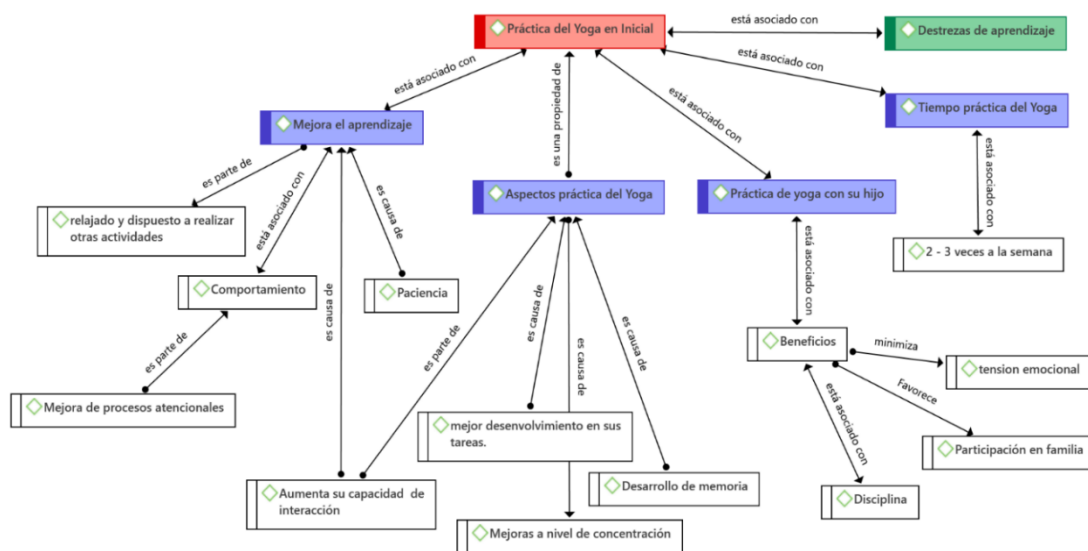 Práctica del Yoga en Inicial
está asociado con
Destrezas de aprendizaje
está asociado con
está asociado con
es una propiedad de
está asociado con
Mejora el aprendizaje
Tiempo práctica del Yoga
es parte de
está asociado con
es causa de
Aspectos práctica del Yoga
Práctica de yoga con su hijo
está asociado con
relajado y dispuesto a realizar
otras actividades
2 - 3 veces a la semana
Comportamiento
Paciencia
está asociado con
es causa de
es parte de
es parte de
es causa de
es causa de
es causa de
Beneficios
minimiza
tension emocional
Favorece
Mejora de procesos atencionales
mejor desenvolvimiento en sus
tareas.
está asociado con
Participación en familia
Aumenta su capacidad de
interacción
Desarrollo de memoria
Disciplina
Mejoras a nivel de concentración